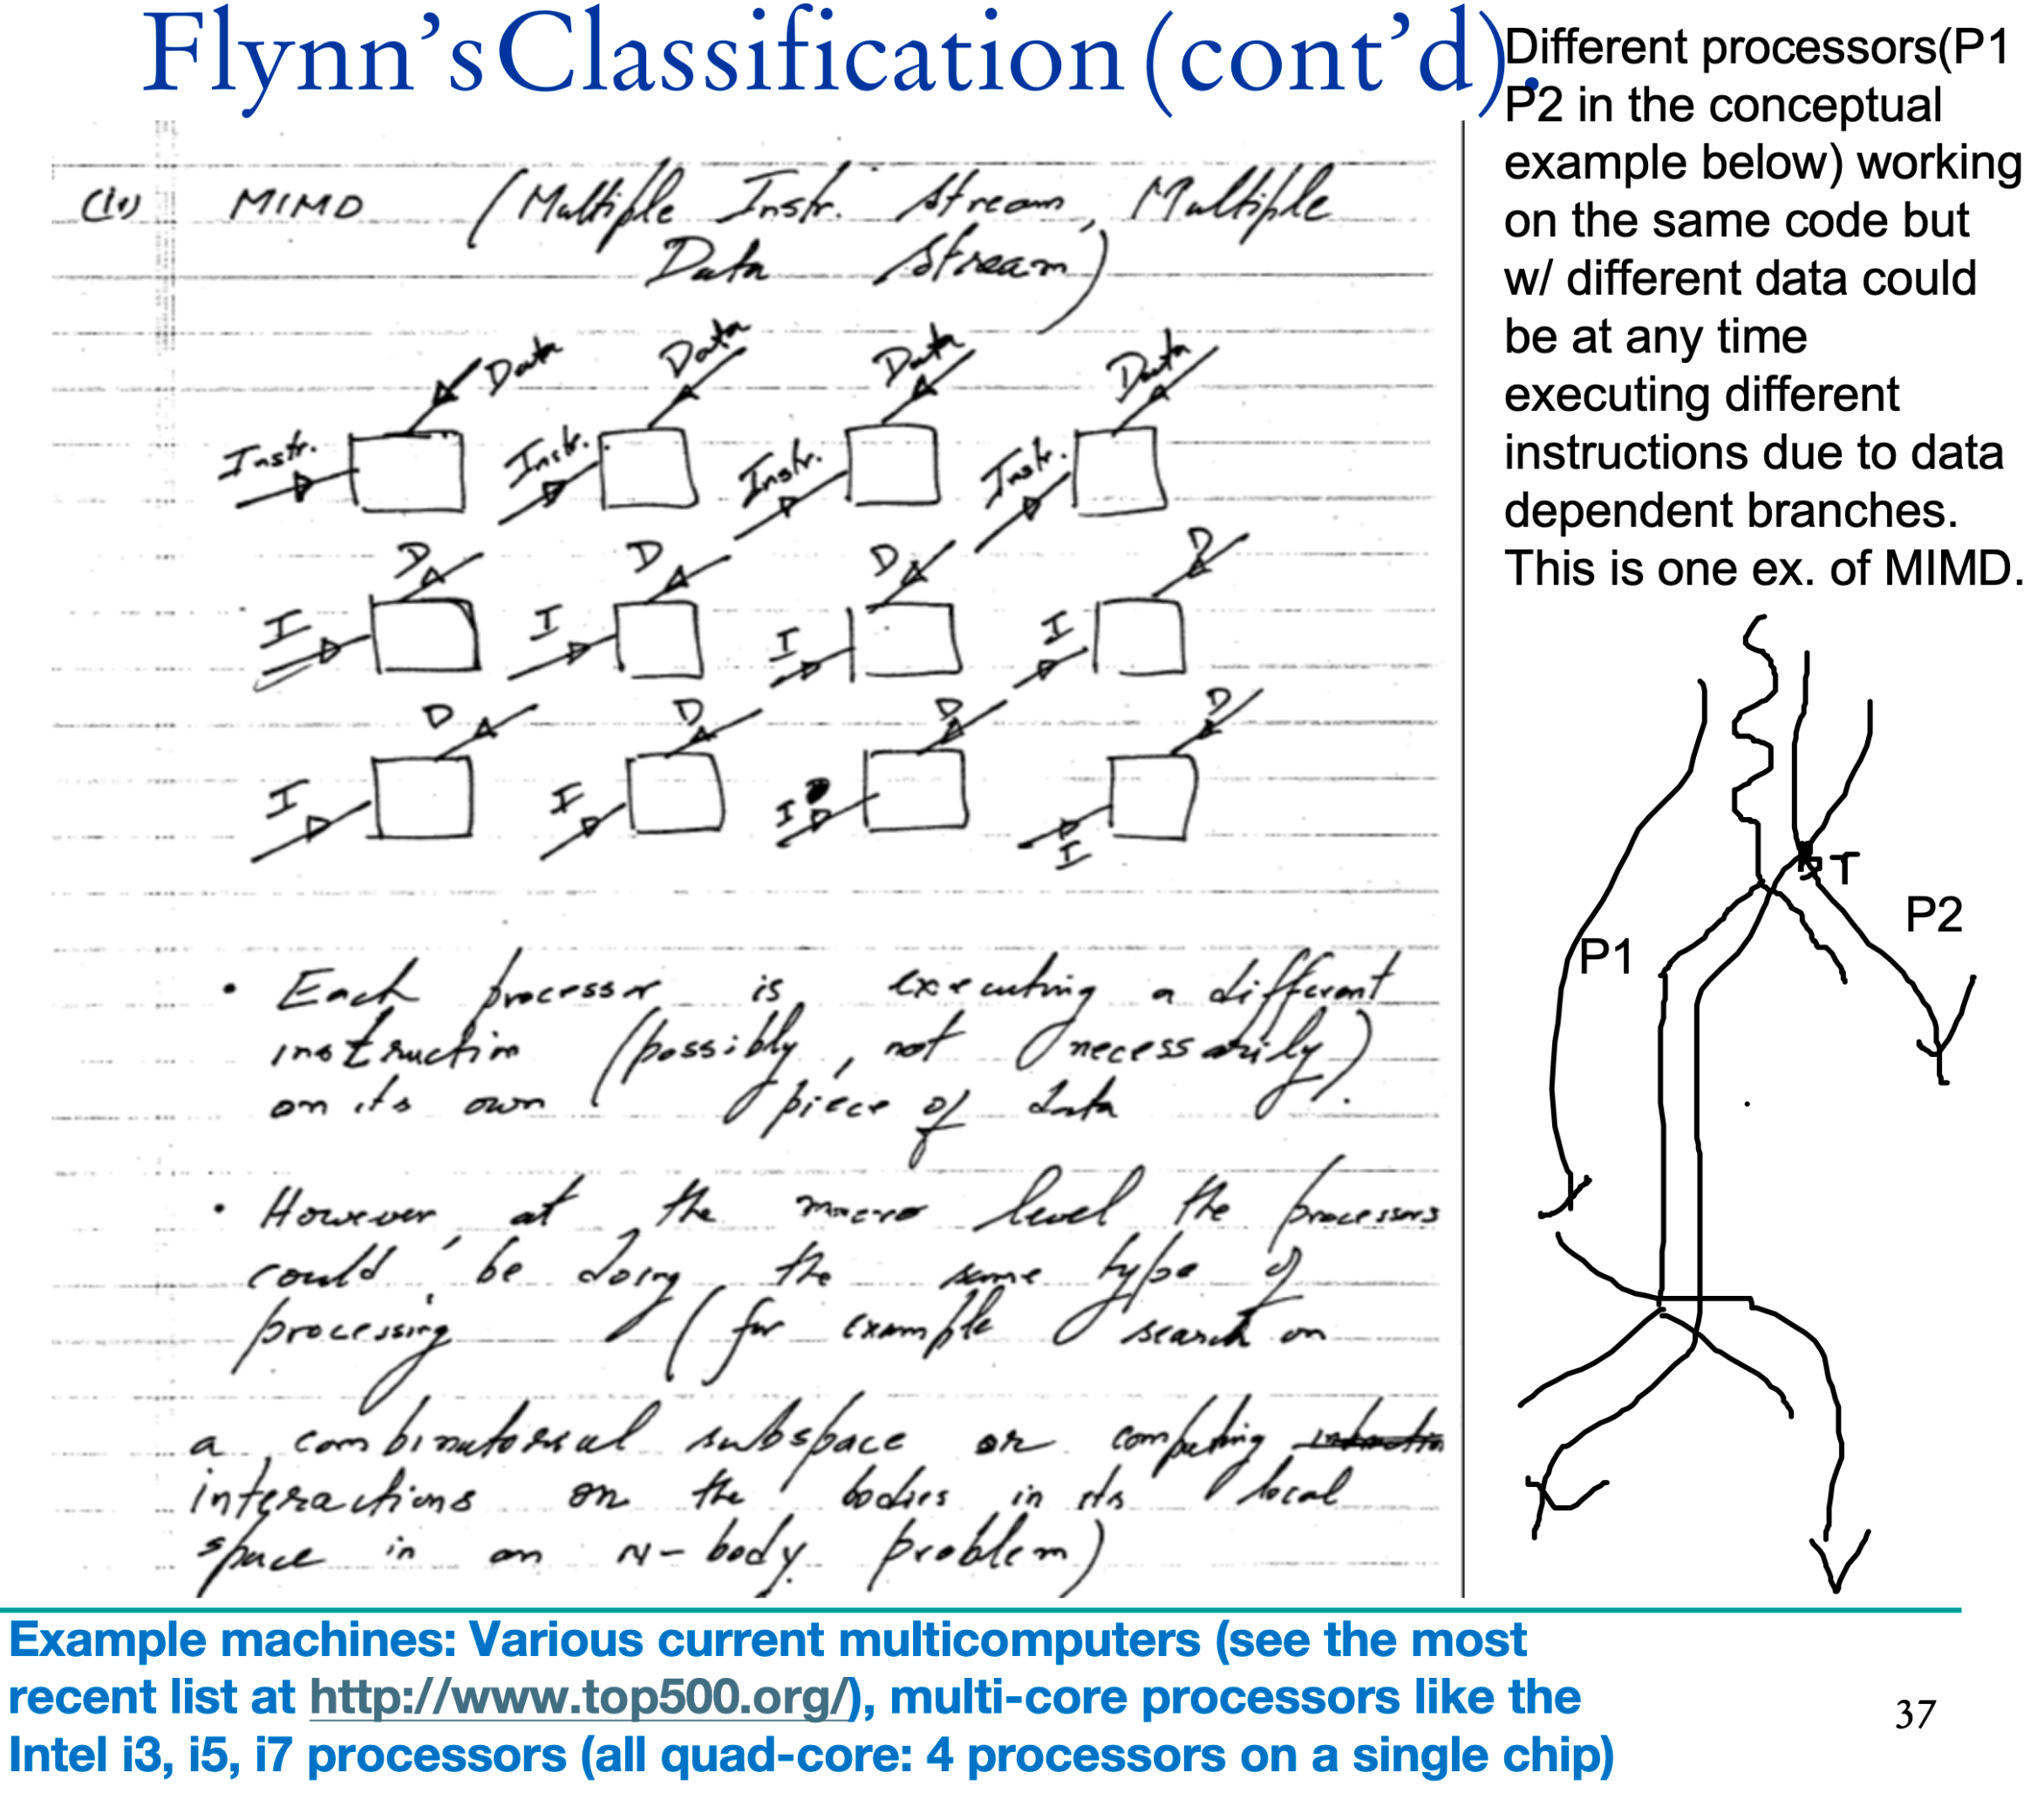 Flynn's Classification (cont'd).
(iv) MIMD (Multiple Instr. Stream, Multiple
Data Stream)
Data Data Data Data
Instr. Instr. Instr. Instr.
D D D D
I I I I
D D D D
I I I I
• Each processor is executing a different
instruction (possibly, not necessarily)
on its own piece of data.
• However, at the macro level the processors
could be doing the same type of
processing (for example search on
a combinatorial subspace or computing
interactions on the bodies in its local
space in an N-body problem)
Different processors(P1
P2 in the conceptual
example below) working
on the same code but
w/ different data could
be at any time
executing different
instructions due to data
dependent branches.
This is one ex. of MIMD.
T
P2
P1
Example machines: Various current multicomputers (see the most
recent list at http://www.top500.org/), multi-core processors like the
Intel i3, i5, i7 processors (all quad-core: 4 processors on a single chip)
37